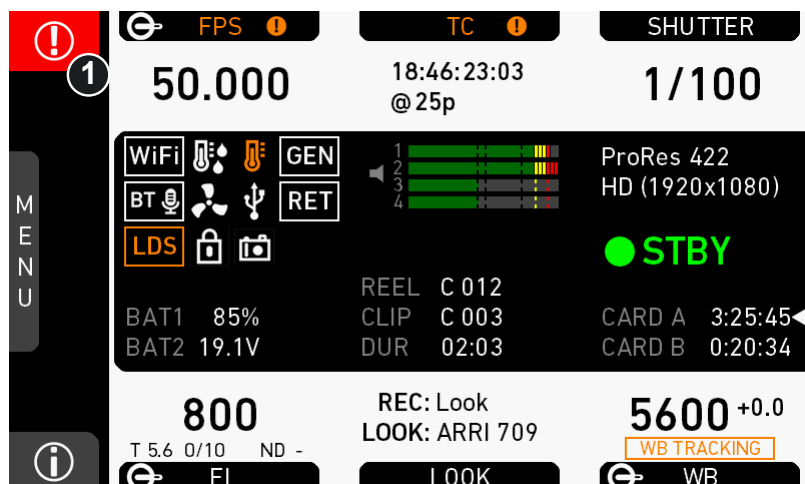 FPS ! TC ! SHUTTER
!
1
50.000
18:46:23:03
@ 25p
1/100
MENU
WiFi GEN
BT RET
LDS
1
2
3
4
ProRes 422
HD (1920x1080)
STBY
BAT1 85%
BAT2 19.1V
REEL C 012
CLIP C 003
DUR 02:03
CARD A 3:25:45
CARD B 0:20:34
800
T 5.6 0/10 ND -
REC: Look
LOOK: ARRI 709
5600 +0.0
WB TRACKING
i
EI LOOK WB